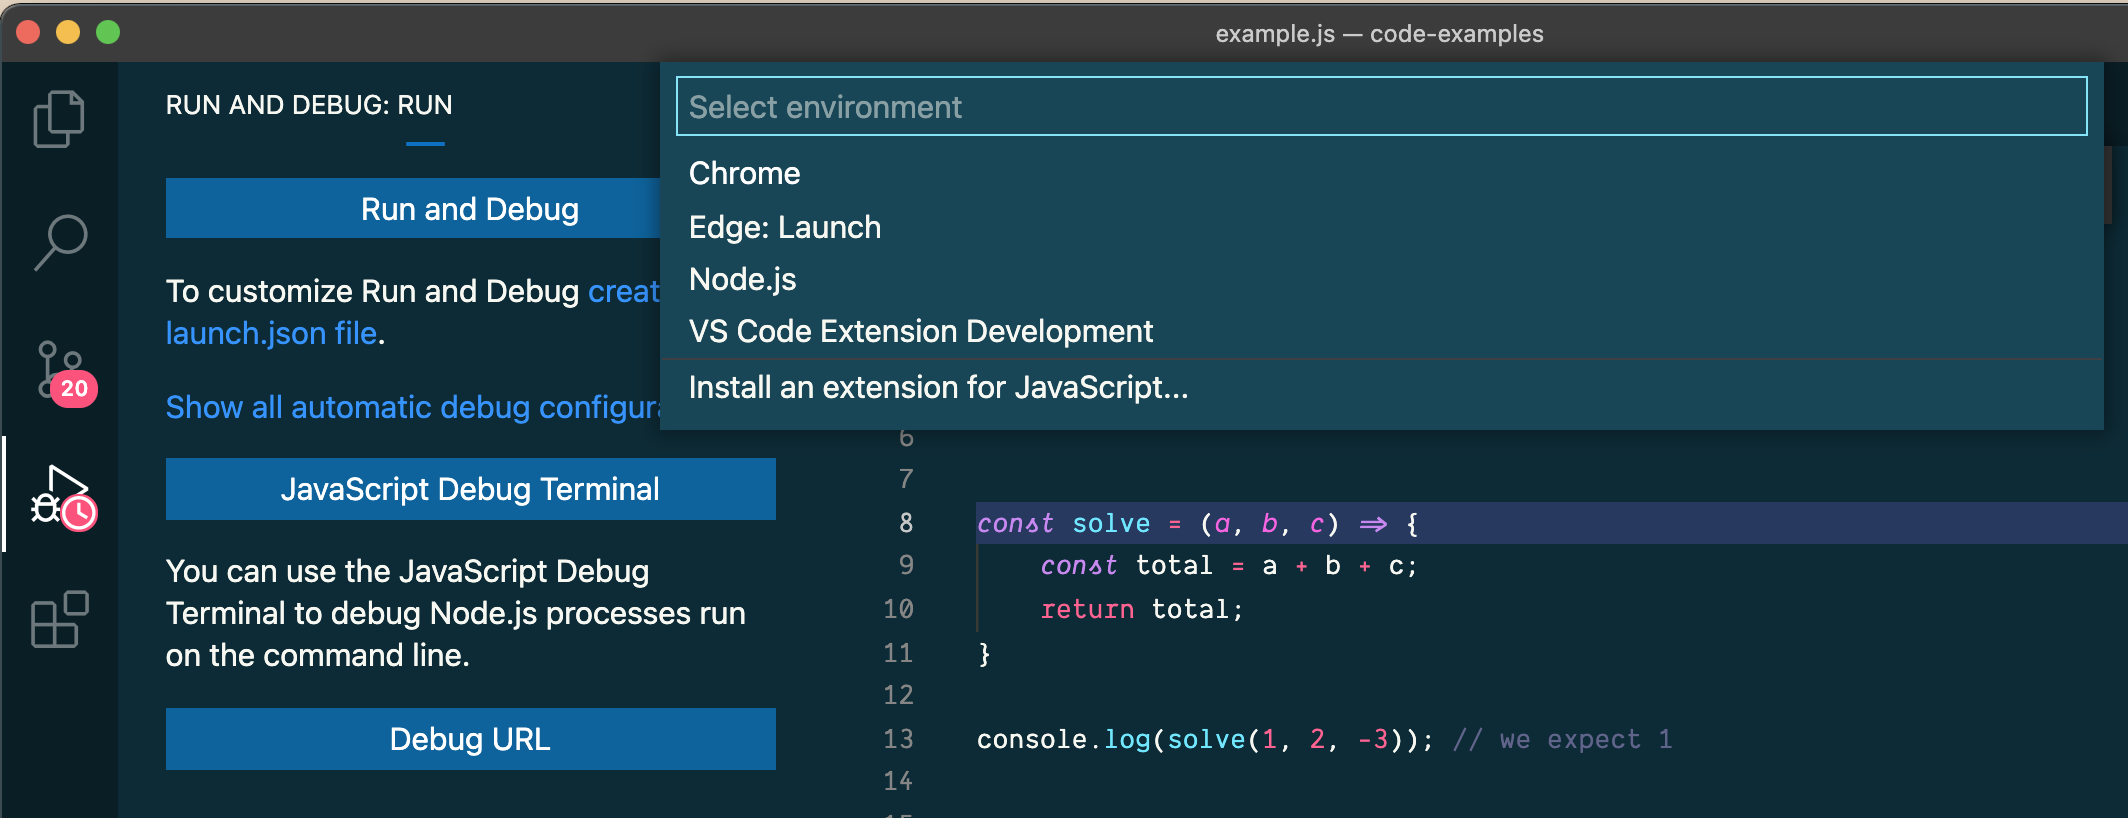 example.js — code-examples
RUN AND DEBUG: RUN
Run and Debug
To customize Run and Debug creat
launch.json file.
Show all automatic debug configura
JavaScript Debug Terminal
You can use the JavaScript Debug
Terminal to debug Node.js processes run
on the command line.
Debug URL
20
Select environment
Chrome
Edge: Launch
Node.js
VS Code Extension Development
Install an extension for JavaScript...
6
7
8 const solve = (a, b, c) => {
9 const total = a + b + c;
10 return total;
11 }
12
13 console.log(solve(1, 2, -3)); // we expect 1
14